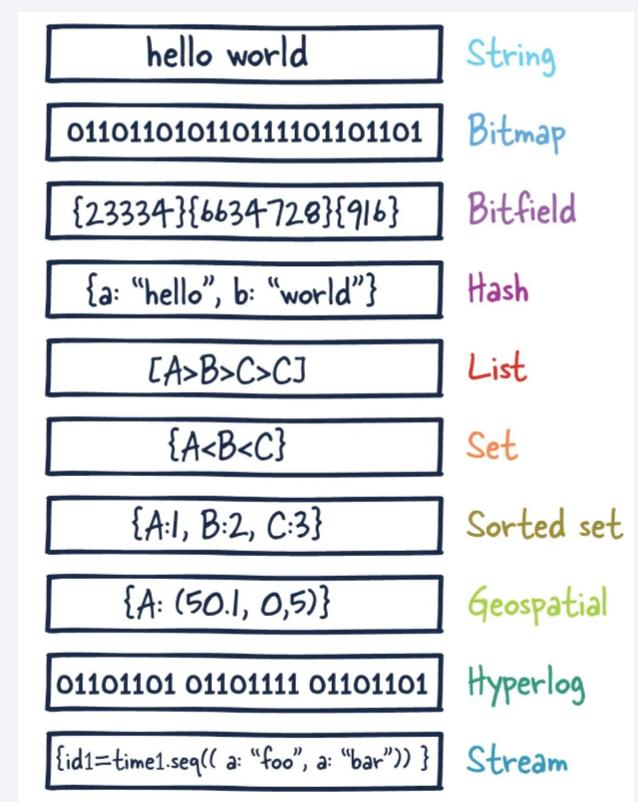 hello world String
011011010110111101101101 Bitmap
{23334}{6634728}{916} Bitfield
{a: “hello”, b: “world”} Hash
[A>B>C>C] List
{A<B<C} Set
{A:1, B:2, C:3} Sorted set
{A: (50.1, 0,5)} Geospatial
01101101 01101111 01101101 Hyperlog
{id1=time1.seq(( a: “foo”, a: “bar”)) } Stream